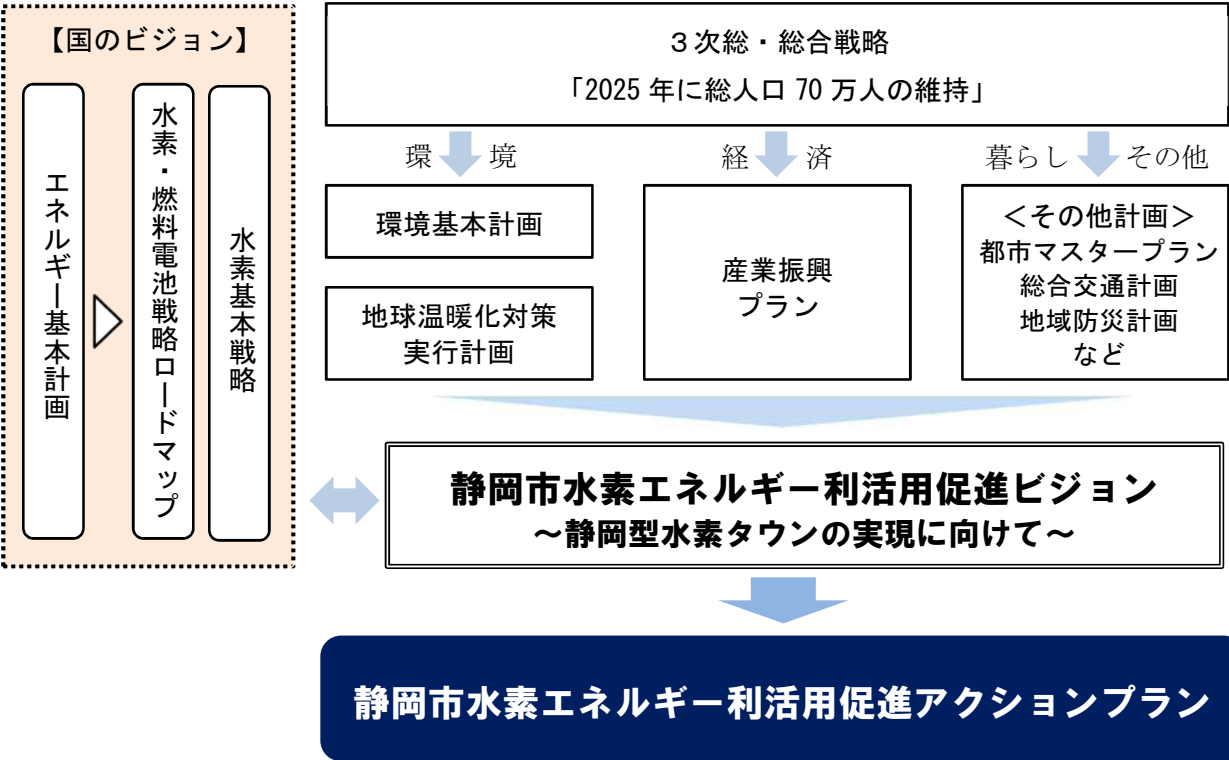 【国のビジョン】
エネルギー基本計画
水素・燃料電池戦略ロードマップ
水素基本戦略
３次総・総合戦略
「2025 年に総人口 70 万人の維持」
環 境
経 済
暮らし その他
環境基本計画
地球温暖化対策
実行計画
産業振興
プラン
＜その他計画＞
都市マスタープラン
総合交通計画
地域防災計画
など
静岡市水素エネルギー利活用促進ビジョン
～静岡型水素タウンの実現に向けて～
静岡市水素エネルギー利活用促進アクションプラン